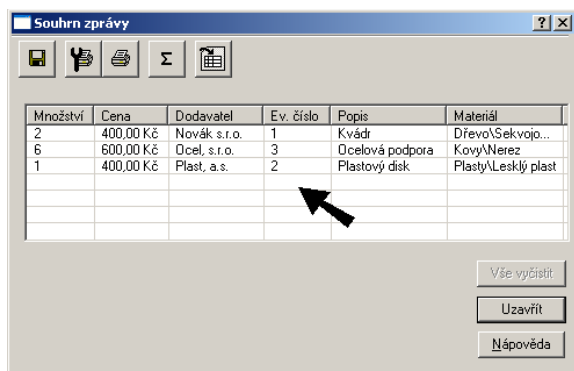 Souhrn zprávy
Σ
Množství Cena Dodavatel Ev. číslo Popis Materiál
2 400,00 Kč Novák s.r.o. 1 Kvádr Dřevo\Sekvojo...
6 600,00 Kč Ocel, s.r.o. 3 Ocelová podpora Kovy\Nerez
1 400,00 Kč Plast, a.s. 2 Plastový disk Plasty\Lesklý plast
Vše vyčistit
Uzavřít
Nápověda